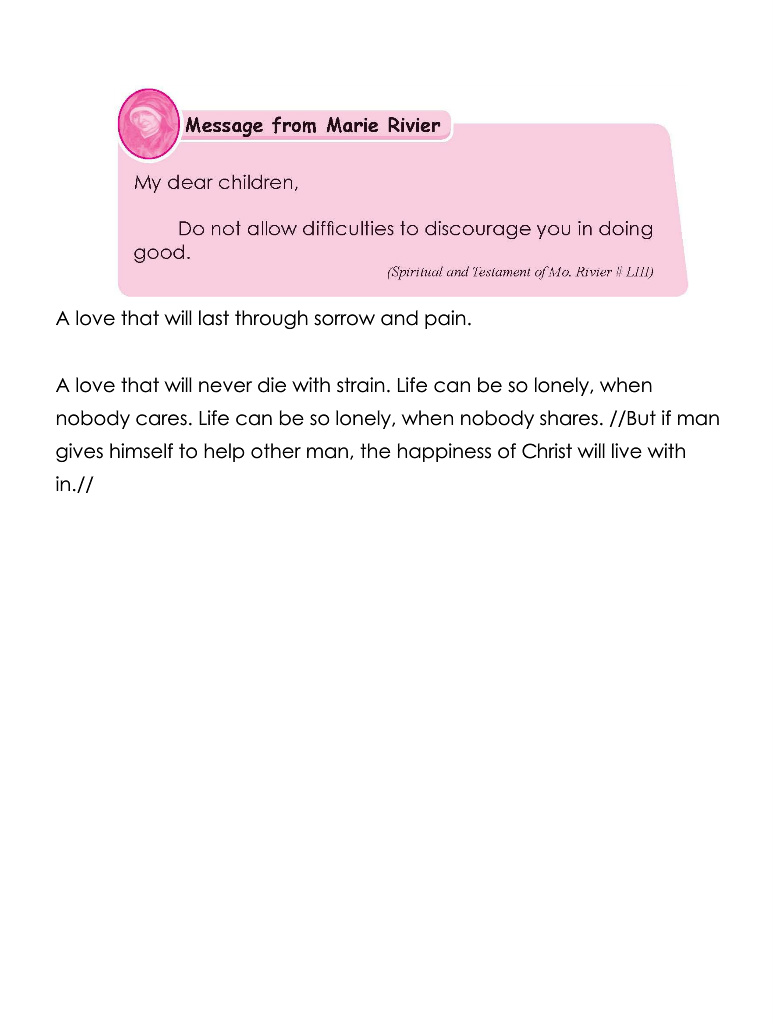 Message from Marie Rivier
My dear children,
Do not allow difficulties to discourage you in doing
good.
(Spiritual and Testament of Mo. Rivier # LIII)
A love that will last through sorrow and pain.
A love that will never die with strain. Life can be so lonely, when
nobody cares. Life can be so lonely, when nobody shares. //But if man
gives himself to help other man, the happiness of Christ will live with
in.//